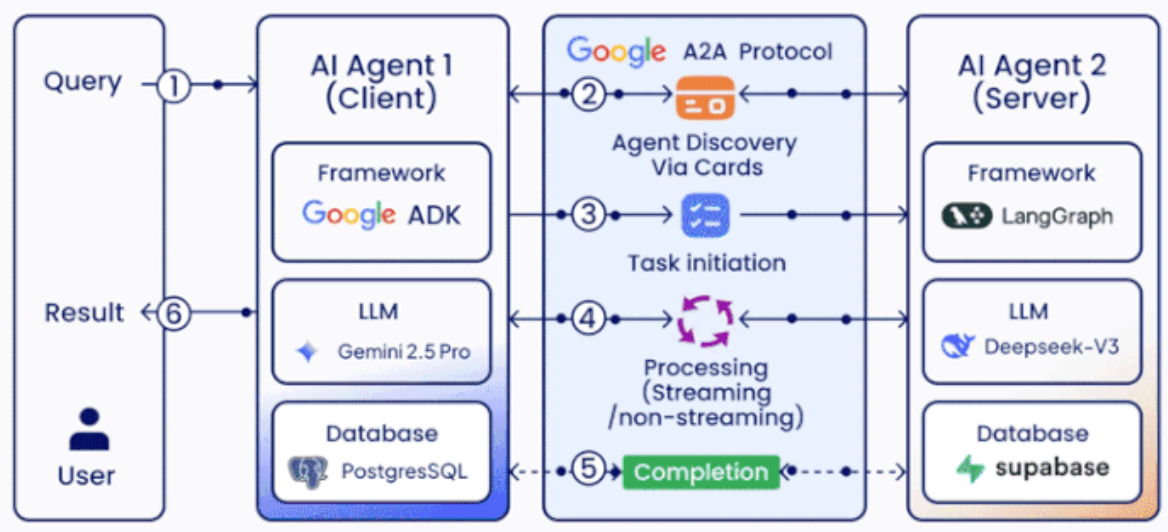 Query
1
Result
6
User
AI Agent 1
(Client)
Framework
Google ADK
LLM
Gemini 2.5 Pro
Database
PostgresSQL
Google A2A Protocol
2
Agent Discovery
Via Cards
3
Task initiation
4
Processing
(Streaming
/non-streaming)
5
Completion
AI Agent 2
(Server)
Framework
LangGraph
LLM
Deepseek-V3
Database
supabase